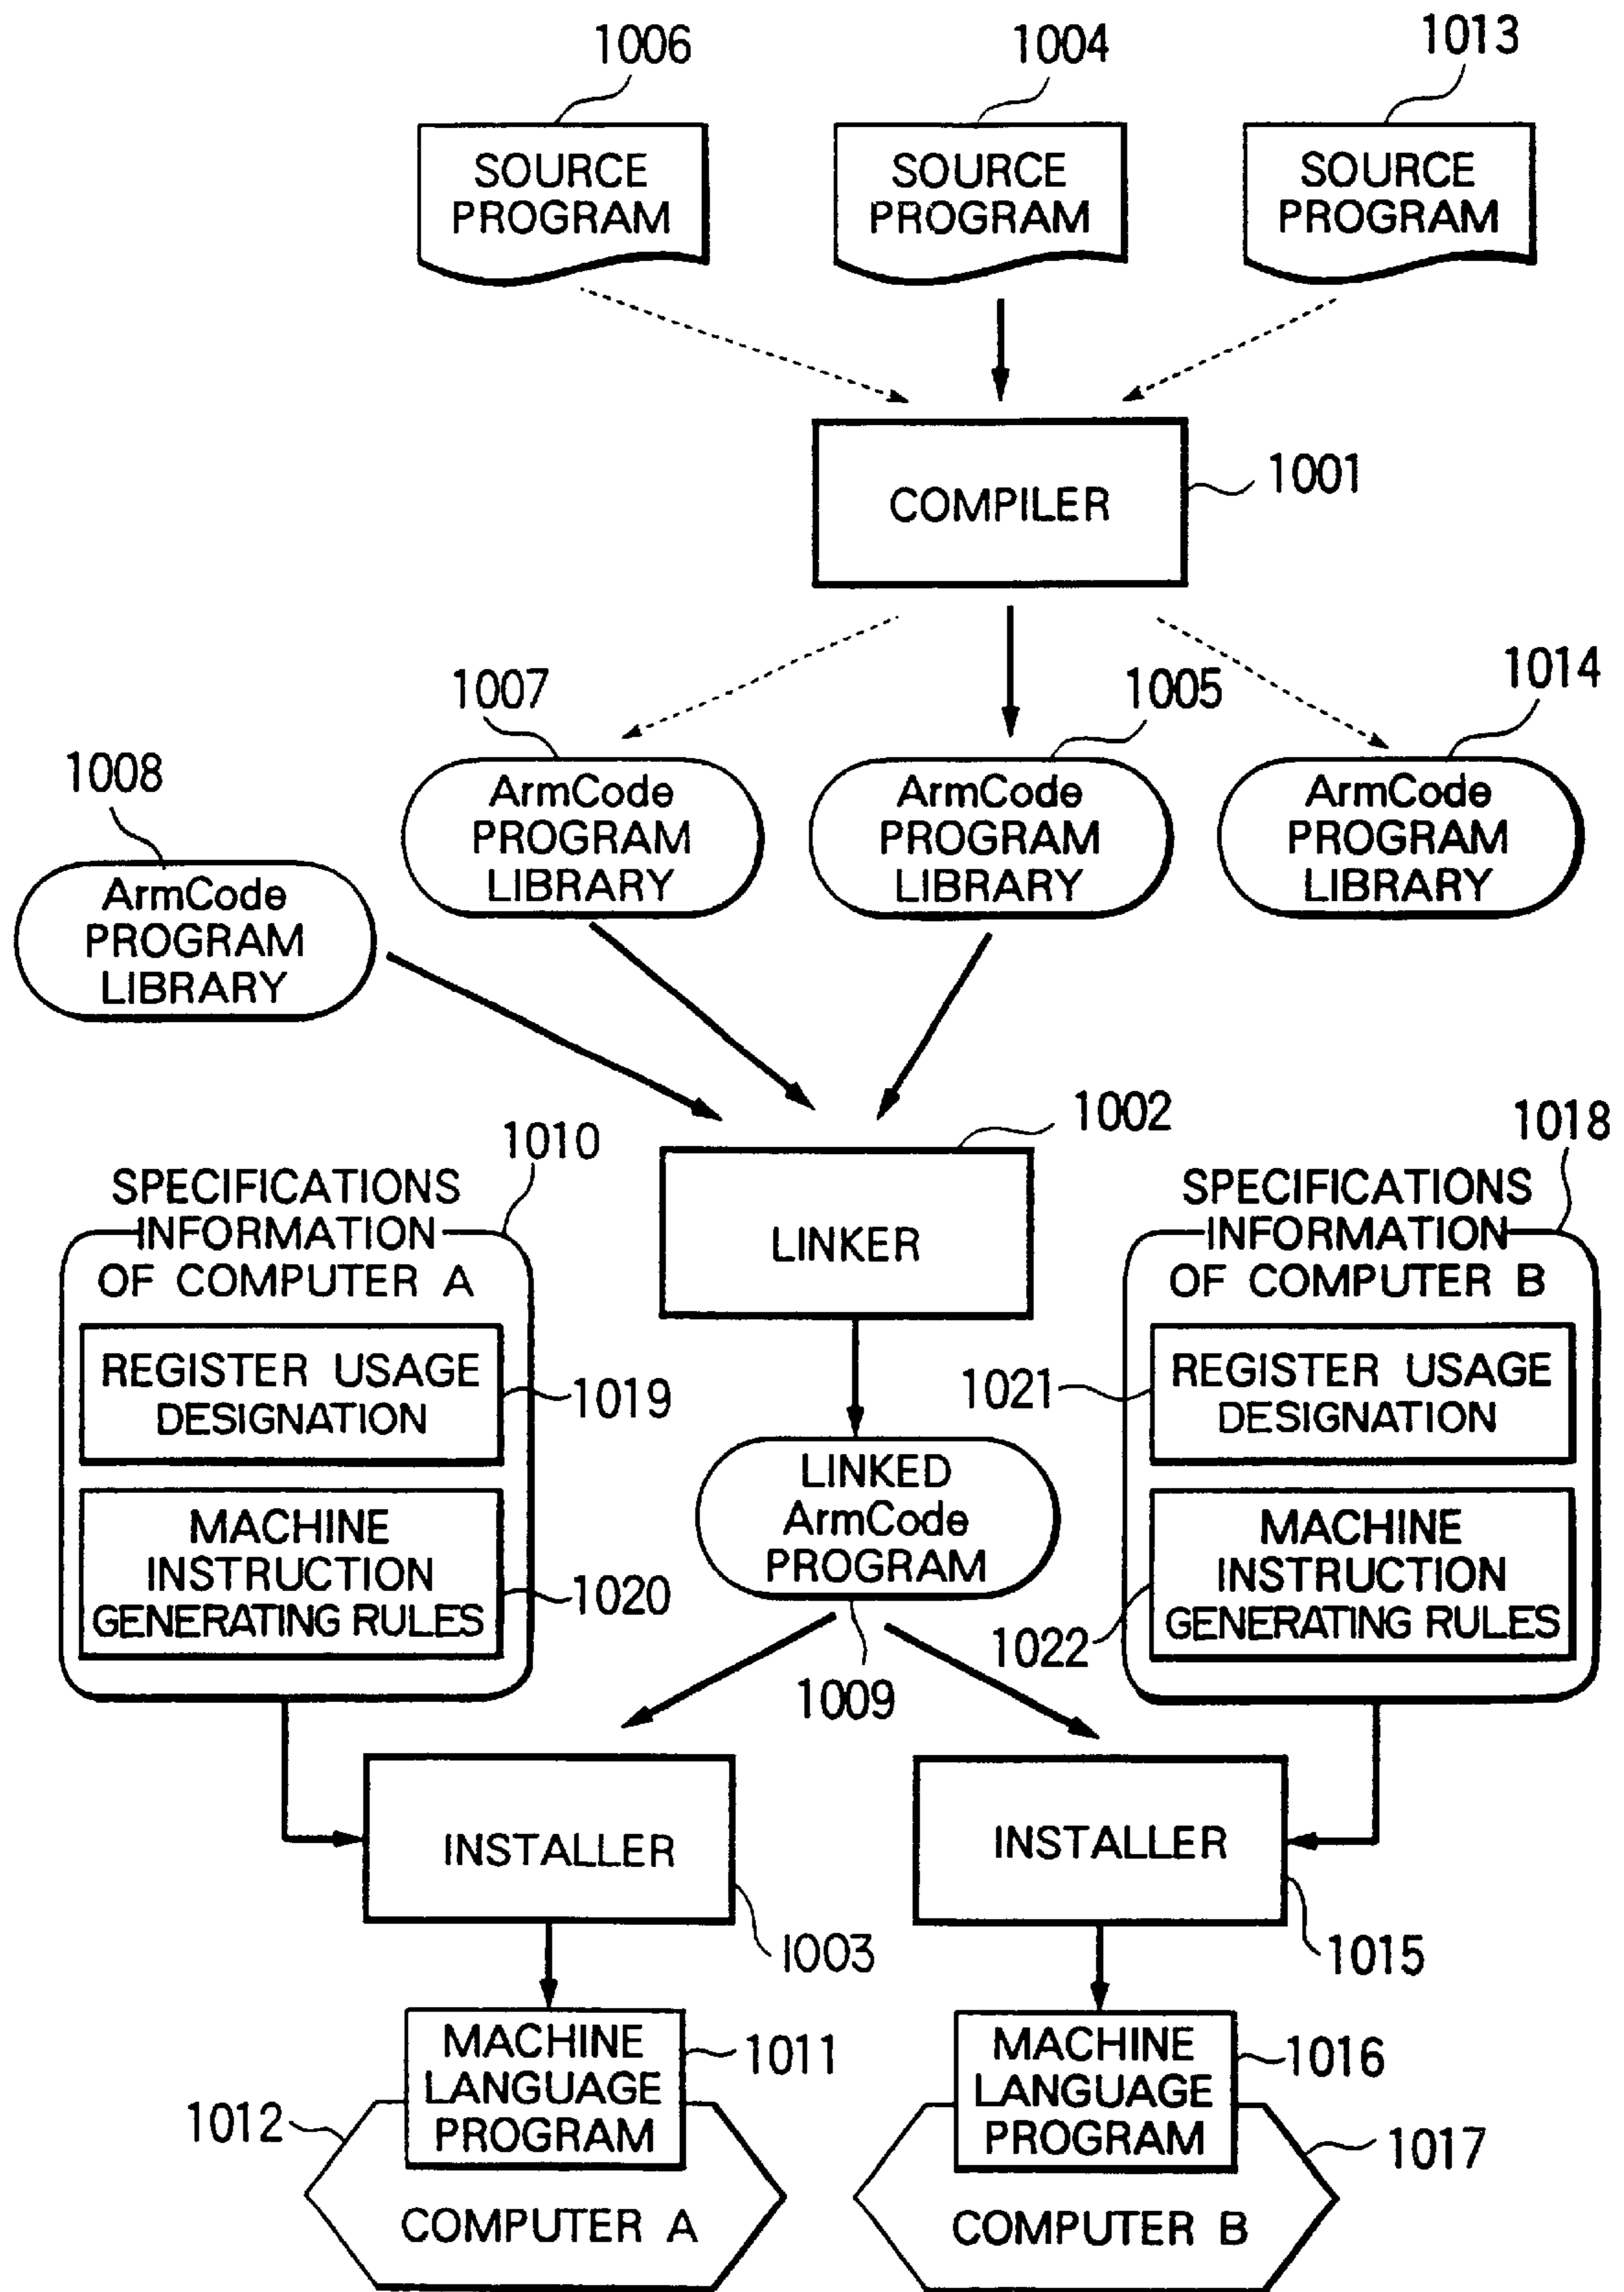 1006
1004
1013
SOURCE
PROGRAM
SOURCE
PROGRAM
SOURCE
PROGRAM
COMPILER
1001
1007
1005
1014
1008
ArmCode
PROGRAM
LIBRARY
ArmCode
PROGRAM
LIBRARY
ArmCode
PROGRAM
LIBRARY
ArmCode
PROGRAM
LIBRARY
1002
1010
1018
SPECIFICATIONS
INFORMATION
OF COMPUTER A
LINKER
SPECIFICATIONS
INFORMATION
OF COMPUTER B
REGISTER USAGE
DESIGNATION
1019
1021
REGISTER USAGE
DESIGNATION
LINKED
ArmCode
PROGRAM
MACHINE
INSTRUCTION
GENERATING RULES
1020
1022
MACHINE
INSTRUCTION
GENERATING RULES
1009
INSTALLER
INSTALLER
1003
1015
MACHINE
LANGUAGE
PROGRAM
1011
MACHINE
LANGUAGE
PROGRAM
1016
1012
1017
COMPUTER A
COMPUTER B